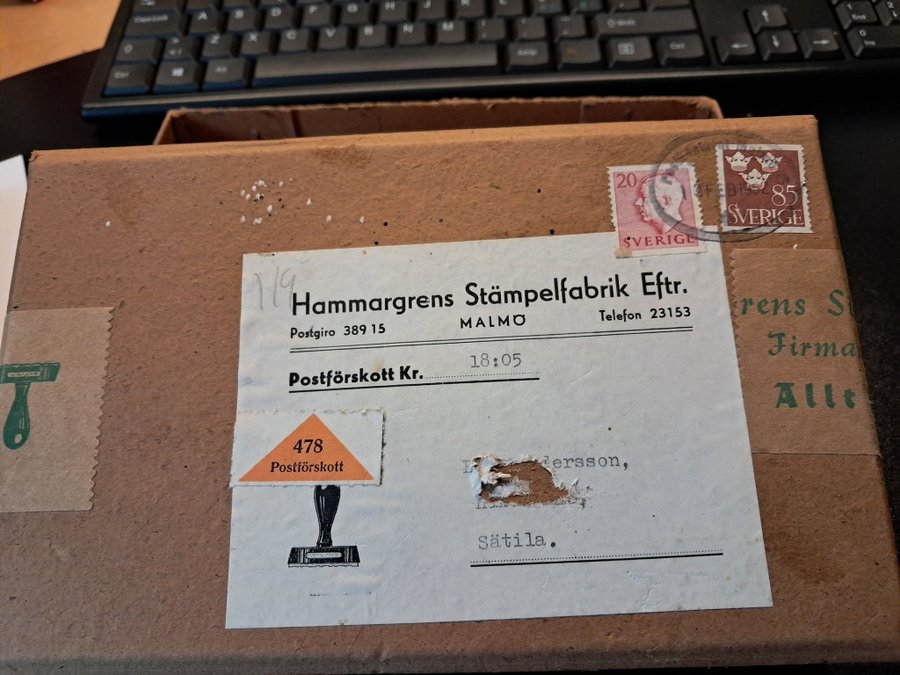 20
SVERIGE
85
SVERIGE
Hammargrens Stämpelfabrik Eftr.
Postgiro 389 15
MALMÖ
Telefon 23153
Postförskott Kr. 18:05
478
Postförskott
Sätila.
rens S
Firma
Allt